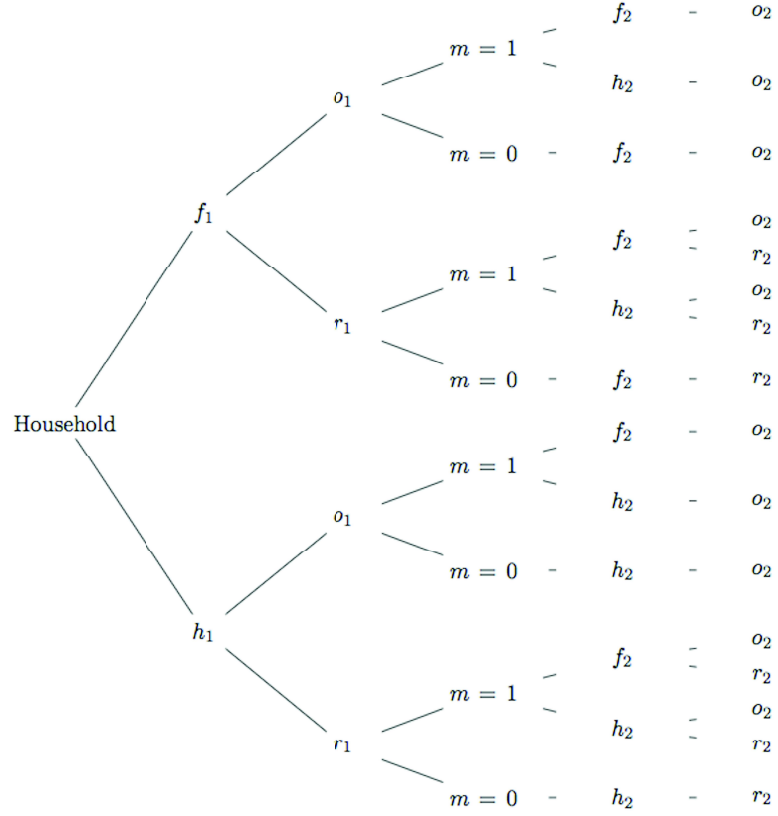 f₂ – o₂
m = 1
h₂ – o₂
o₁
m = 0 – f₂ – o₂
f₁
o₂
f₂
r₂
m = 1
o₂
h₂
r₂
r₁
m = 0 – f₂ – r₂
Household
f₂ – o₂
m = 1
h₂ – o₂
o₁
m = 0 – h₂ – o₂
h₁
o₂
f₂
r₂
m = 1
o₂
h₂
r₂
r₁
m = 0 – h₂ – r₂